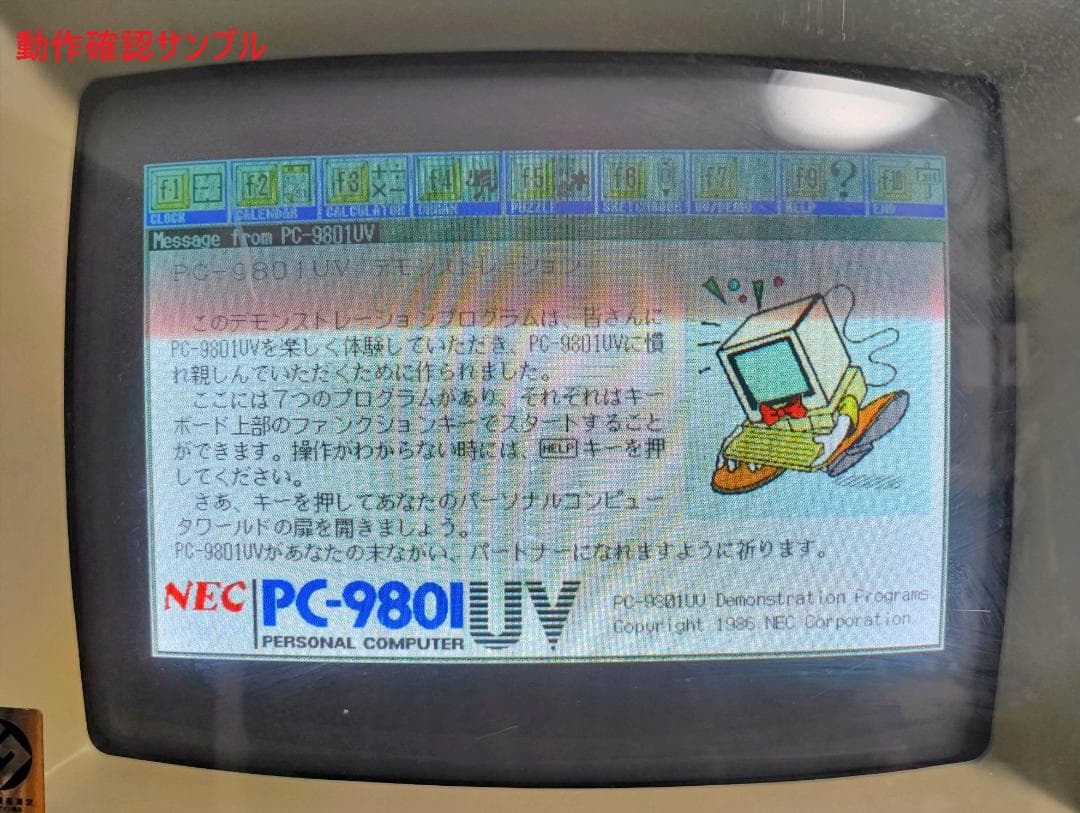 動作確認サンプル
f・1 f・2 f・3 f・4 f・5 f・6 f・7 f・9 ? f・10
CLOCK CALENDAR CALCULATOR ORGAN PUZZLE HELP END
Message from PC-9801UV
PC-9801UV デモンストレーション
このデモンストレーションプログラムは、皆さんに
PC-9801UVを楽しく体験していただき、PC-9801UVに慣
れ親しんでいただくために作られました。
ここには7つのプログラムがあり、それぞれはキー
ボード上部のファンクションキーでスタートすること
ができます。操作がわからない時には、HELPキーを押
してください。
さあ、キーを押してあなたのパーソナルコンピュー
タワールドの扉を開きましょう。
PC-9801UVがあなたの末ながい、パートナーになれますように祈ります。
NEC PC-9801UV
PERSONAL COMPUTER
PC-9801UV Demonstration Programs
Copyright 1986 NEC Corporation